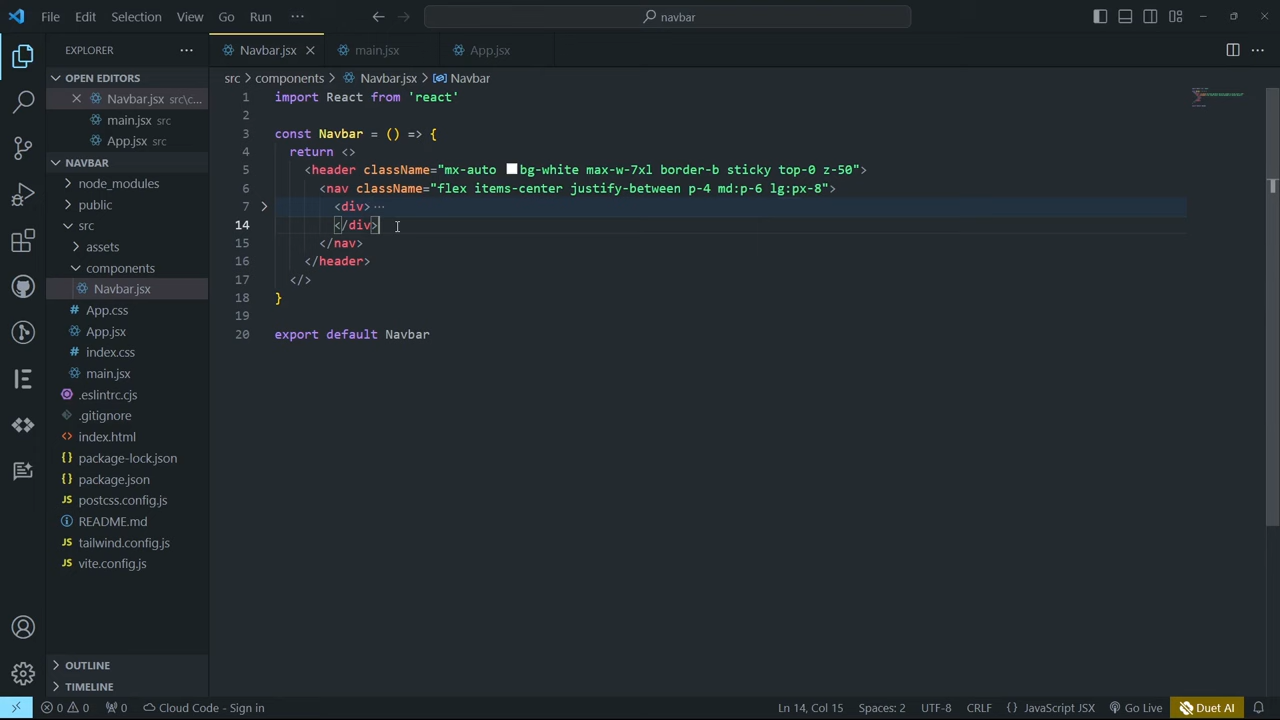 File Edit Selection View Go Run ··· navbar
EXPLORER ···
Navbar.jsx main.jsx App.jsx
OPEN EDITORS
Navbar.jsx src\c...
main.jsx src
App.jsx src
NAVBAR
node_modules
public
src
assets
components
Navbar.jsx
App.css
App.jsx
index.css
main.jsx
.eslintrc.cjs
.gitignore
index.html
package-lock.json
package.json
postcss.config.js
README.md
tailwind.config.js
vite.config.js
OUTLINE
TIMELINE
src > components > Navbar.jsx > Navbar
1 import React from 'react'
2
3 const Navbar = () => {
4 return <>
5 <header className="mx-auto bg-white max-w-7xl border-b sticky top-0 z-50">
6 <nav className="flex items-center justify-between p-4 md:p-6 lg:px-8">
7 <div> ···
14 </div>
15 </nav>
16 </header>
17 </>
18 }
19
20 export default Navbar
0 0 0 Cloud Code - Sign in Ln 14, Col 15 Spaces: 2 UTF-8 CRLF {} JavaScript JSX Go Live Duet AI